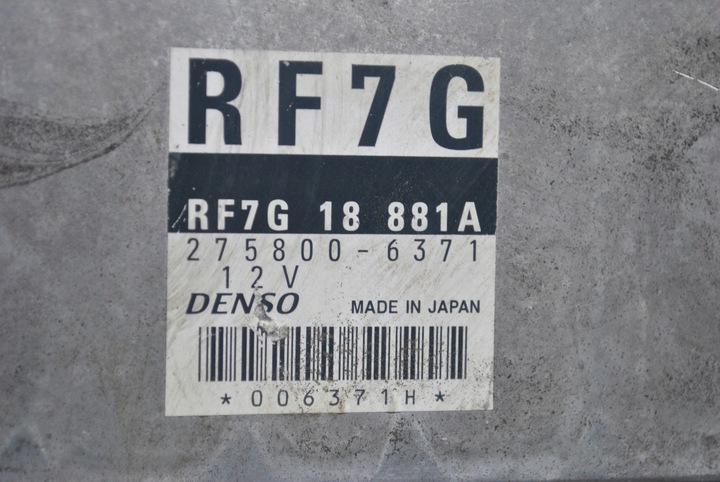 RF7G
RF7G 18 881A
275800-6371
12V
DENSO MADE IN JAPAN
*006371H*